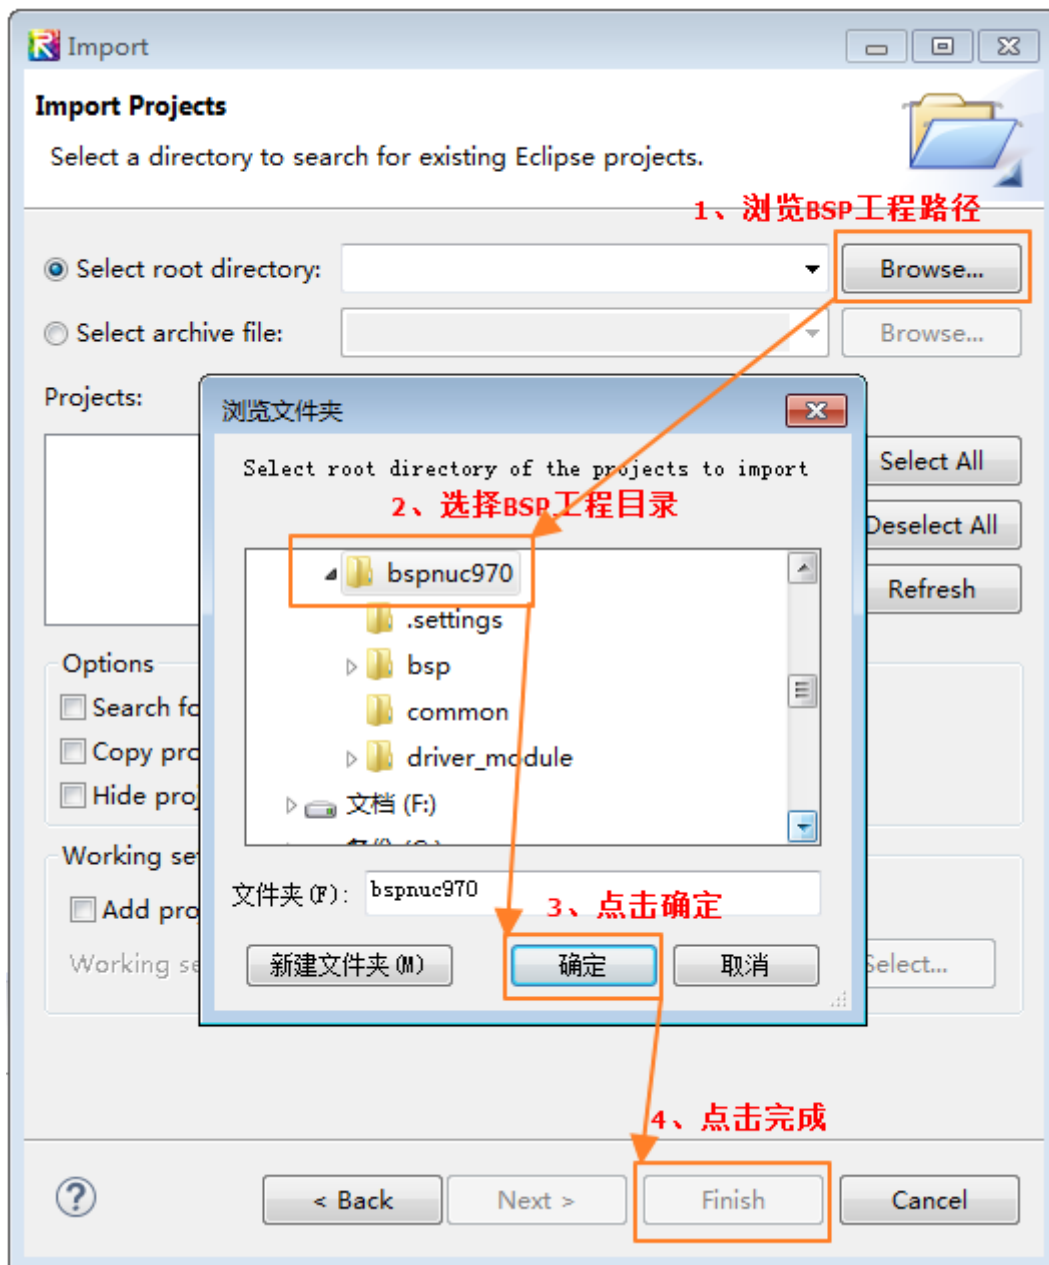 Import
Import Projects
Select a directory to search for existing Eclipse projects.
1、浏览BSP工程路径
Select root directory:
Browse...
Select archive file:
Browse...
Projects:
浏览文件夹
Select root directory of the projects to import
2、选择BSP工程目录
Select All
Deselect All
Refresh
bspnuc970
.settings
bsp
common
driver_module
文档 (F:)
Options
Search fo
Copy pro
Hide proj
Working se
Add proj
Working se
文件夹(F):
bspnuc970
3、点击确定
新建文件夹(M)
确定
取消
Select...
4、点击完成
< Back
Next >
Finish
Cancel